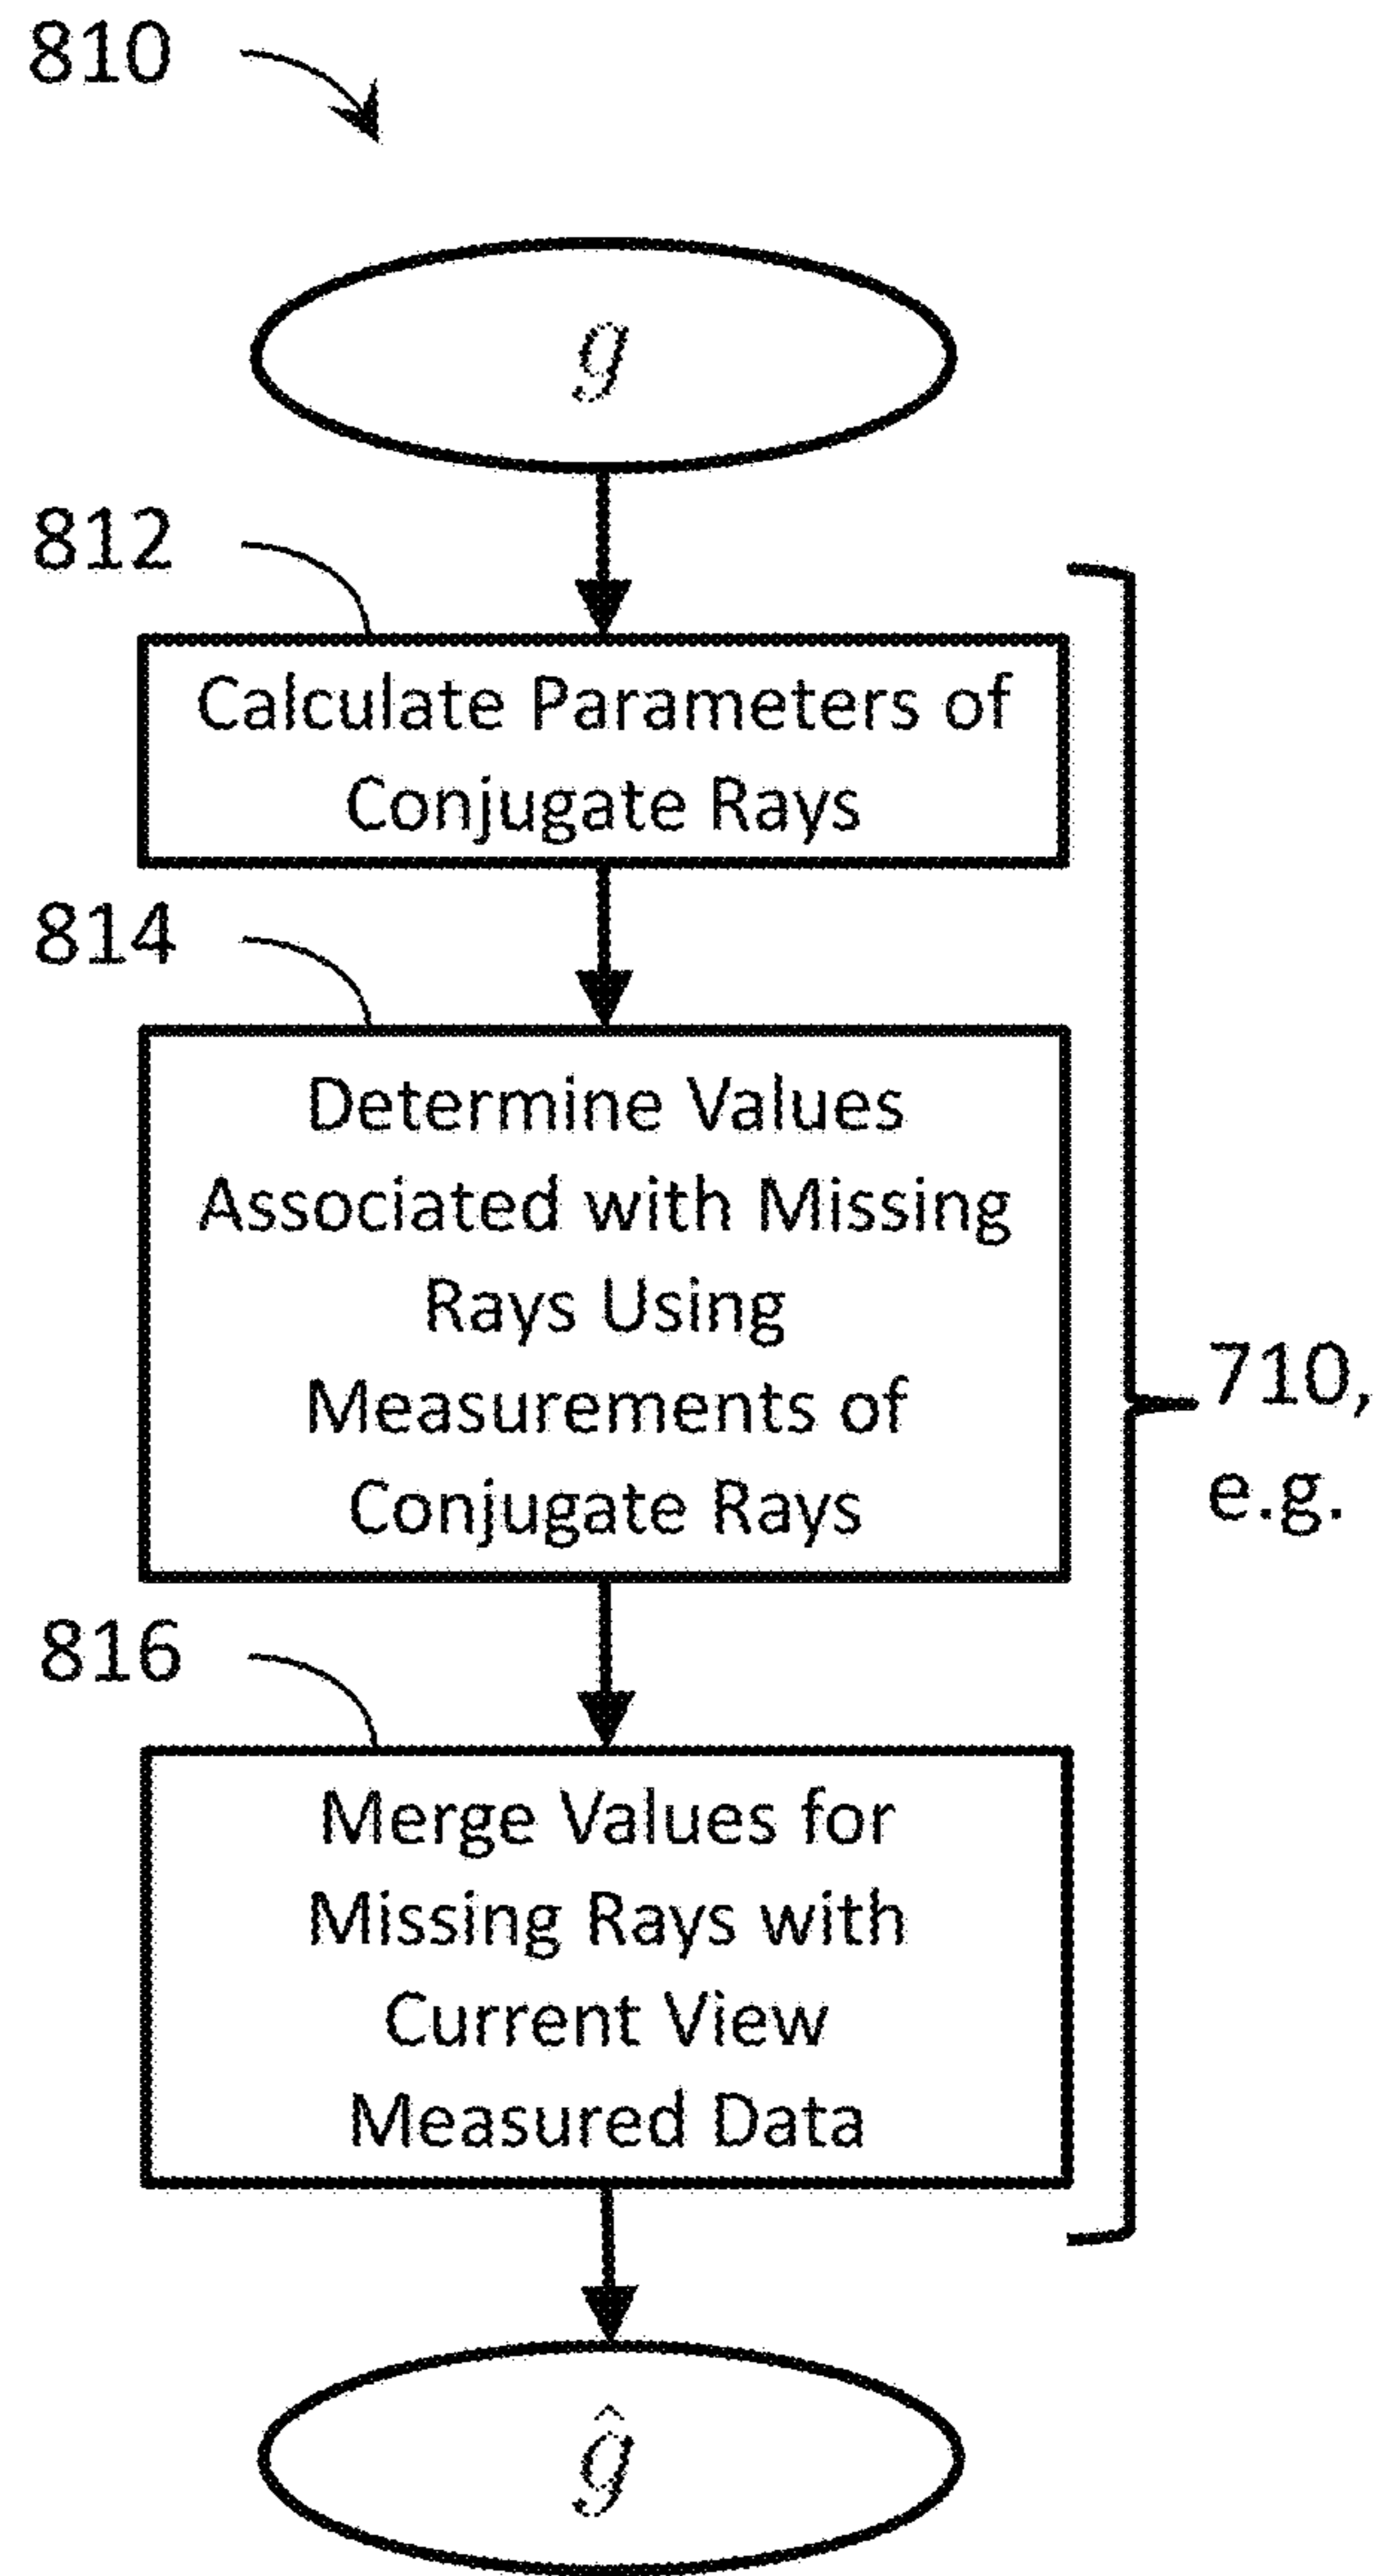 810
g
812
Calculate Parameters of
Conjugate Rays
814
Determine Values
Associated with Missing
Rays Using
Measurements of
Conjugate Rays
710,
e.g.
816
Merge Values for
Missing Rays with
Current View
Measured Data
ĝ